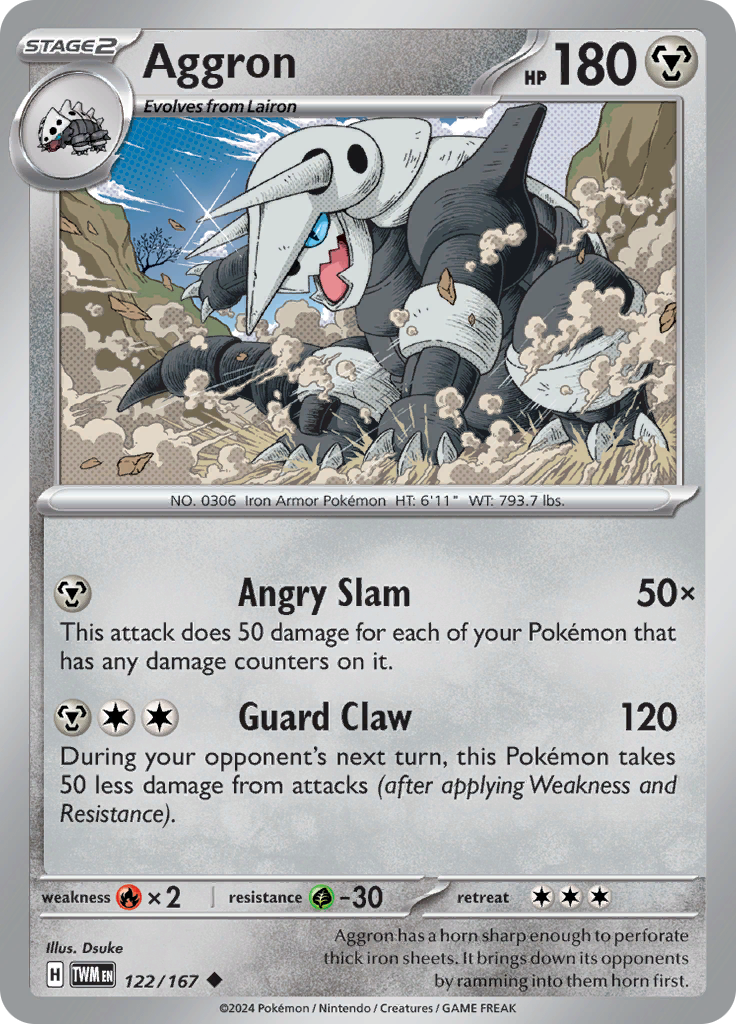 STAGE2
Aggron
HP 180
Evolves from Lairon
NO. 0306 Iron Armor Pokémon HT: 6'11" WT: 793.7 lbs.
Angry Slam 50×
This attack does 50 damage for each of your Pokémon that
has any damage counters on it.
Guard Claw 120
During your opponent's next turn, this Pokémon takes
50 less damage from attacks (after applying Weakness and
Resistance).
weakness ×2 resistance -30 retreat
Illus. Dsuke
H TWM EN 122/167
Aggron has a horn sharp enough to perforate
thick iron sheets. It brings down its opponents
by ramming into them horn first.
©2024 Pokémon / Nintendo / Creatures / GAME FREAK